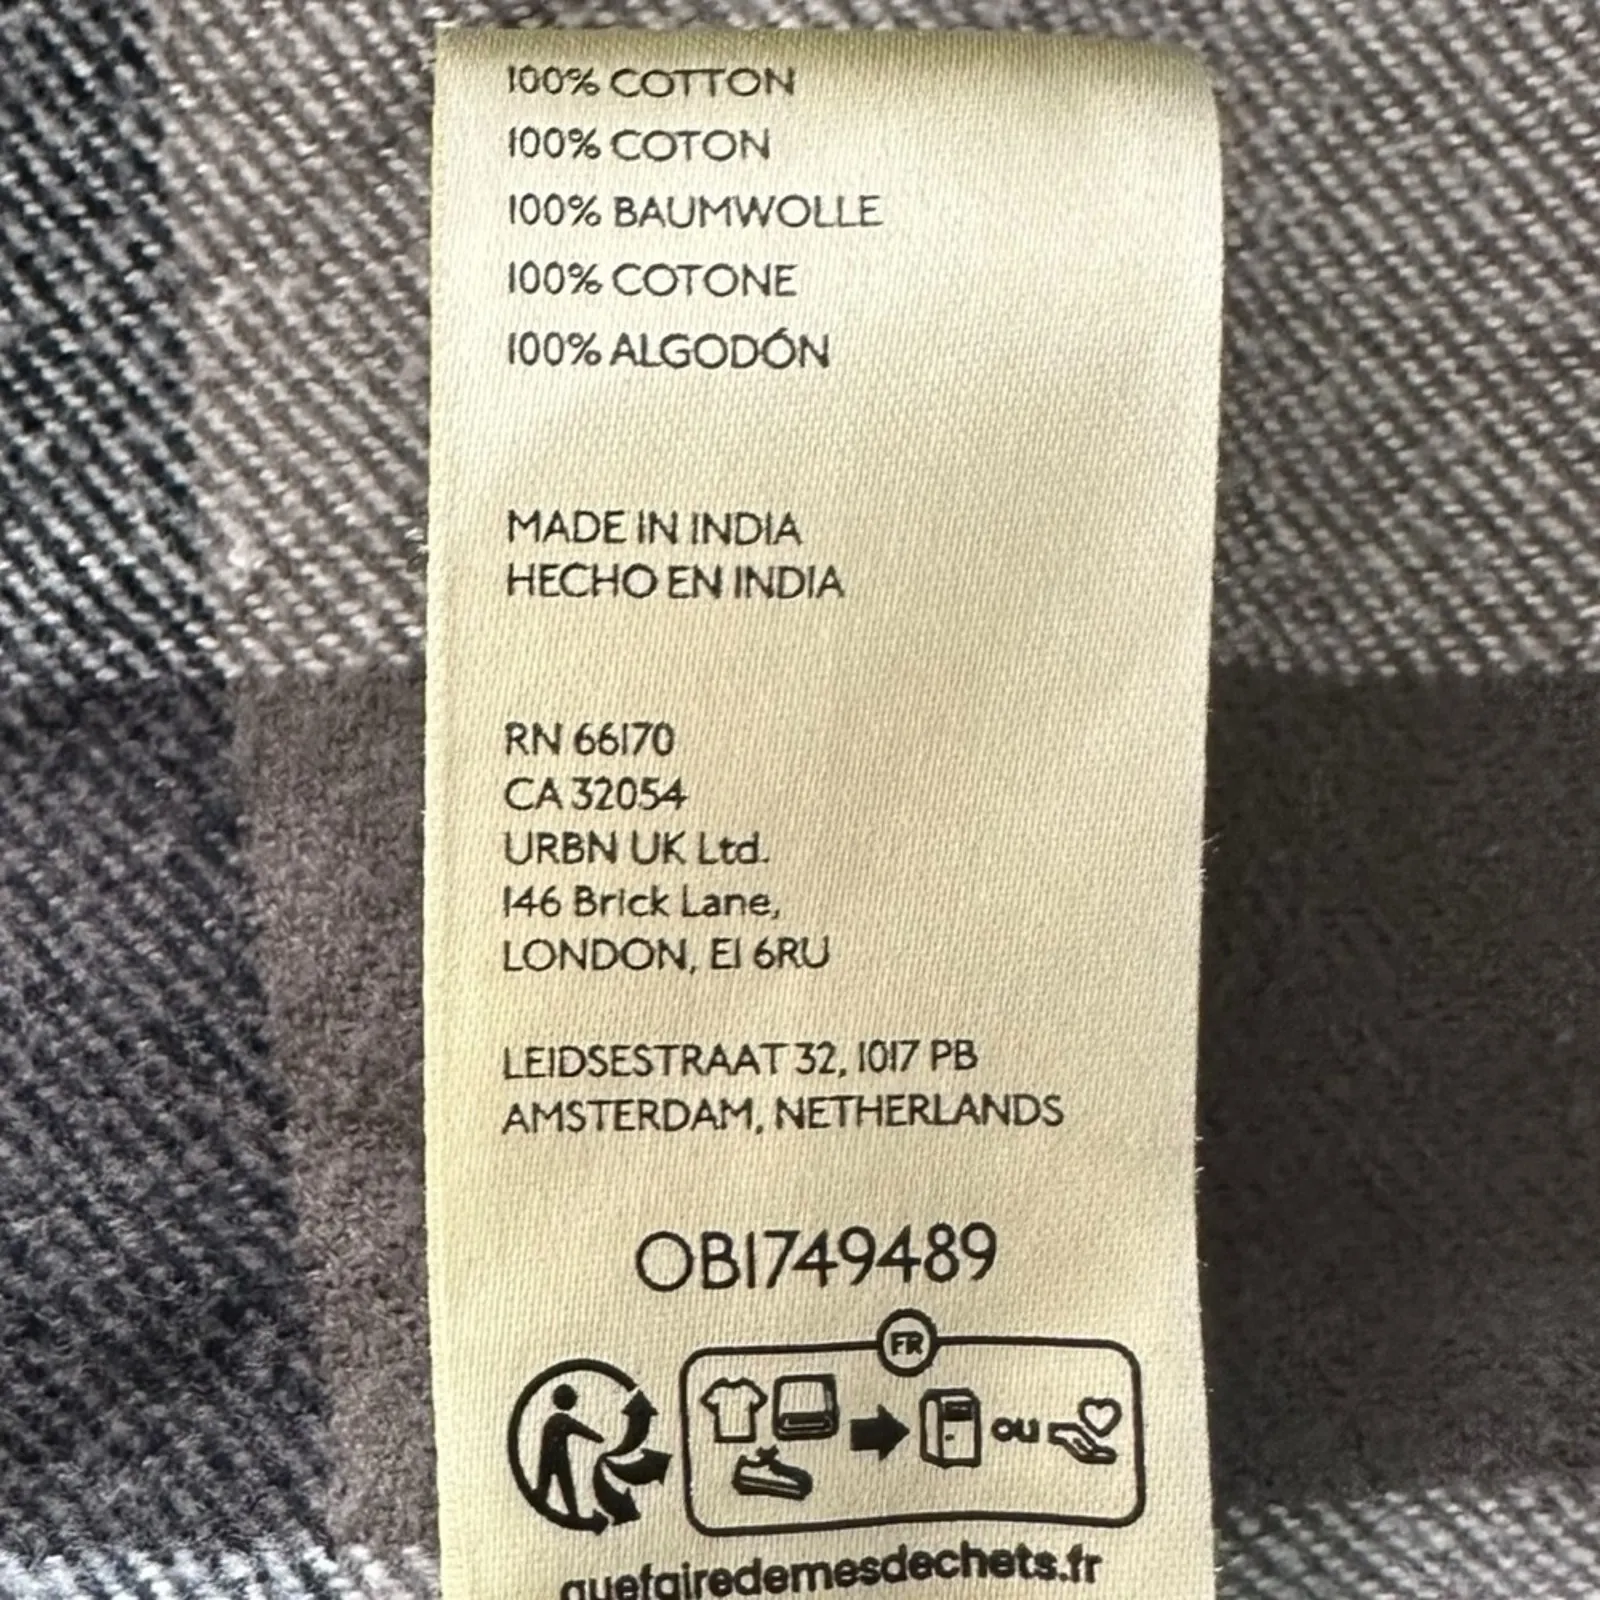 100% COTTON
100% COTON
100% BAUMWOLLE
100% COTONE
100% ALGODÓN
MADE IN INDIA
HECHO EN INDIA
RN 66170
CA 32054
URBN UK Ltd.
146 Brick Lane,
LONDON, E1 6RU
LEIDSESTRAAT 32, 1017 PB
AMSTERDAM, NETHERLANDS
OB1749489
FR
ou
quefairedemesdechets.fr